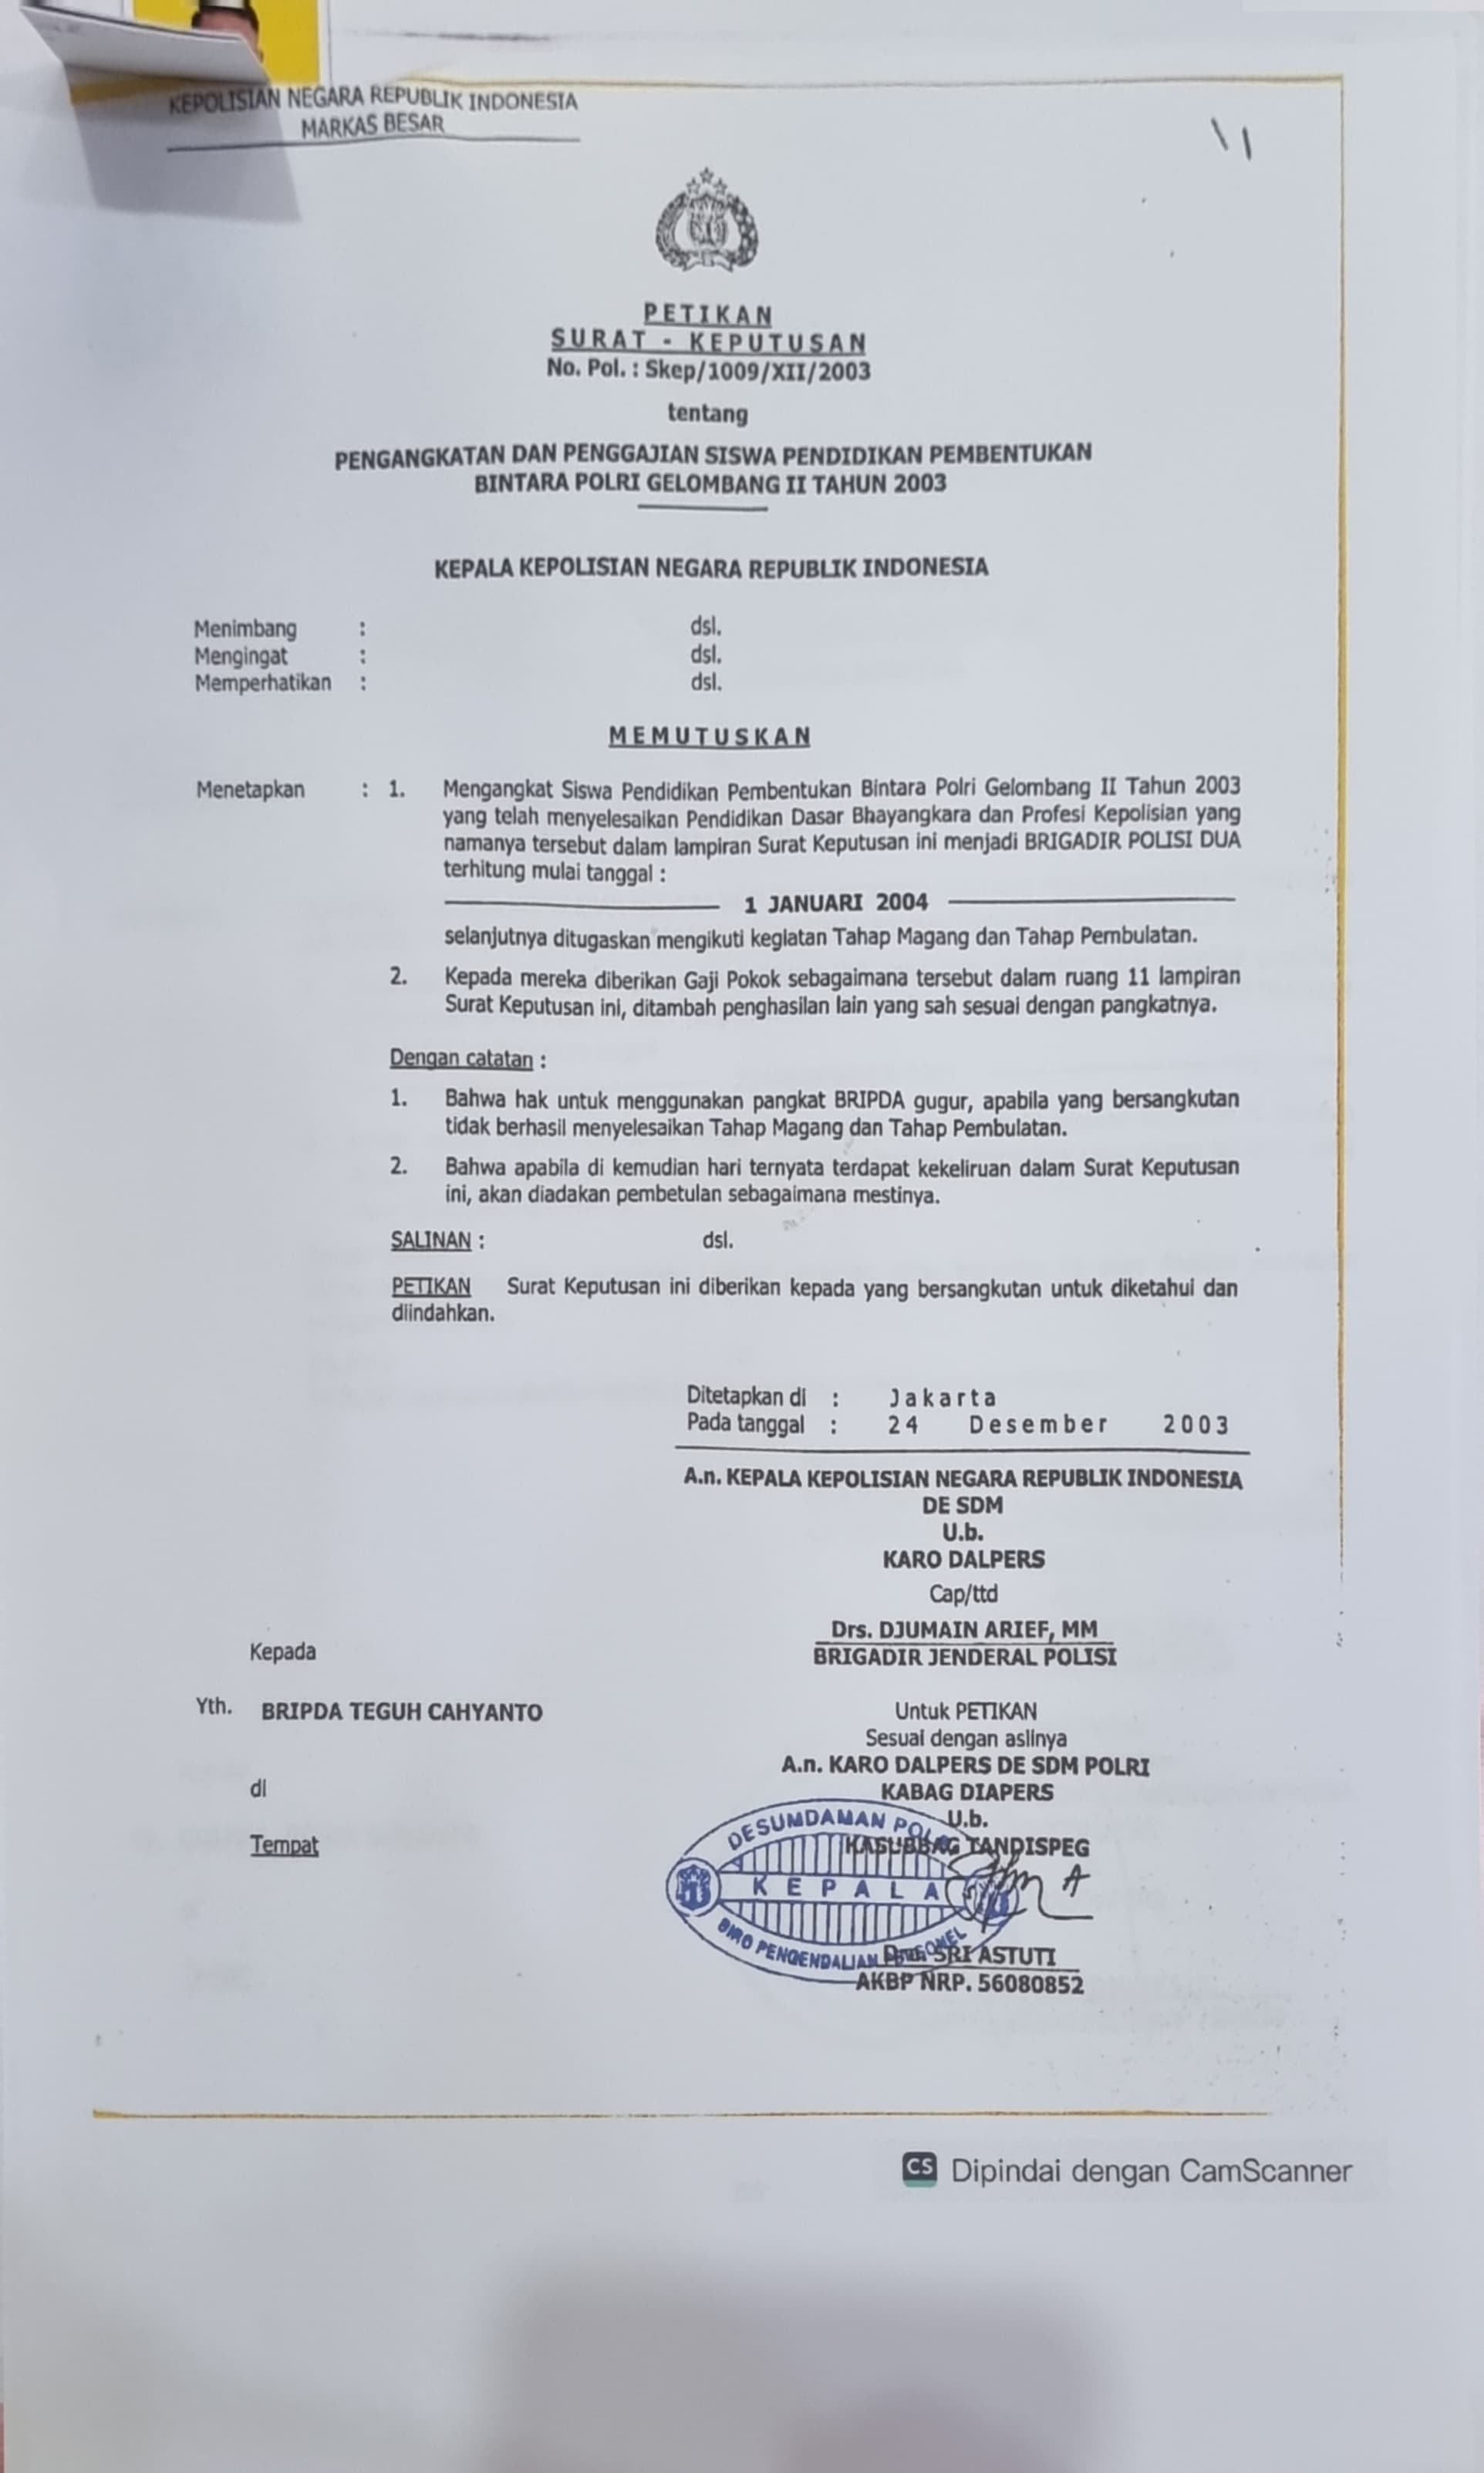 KEPOLISIAN NEGARA REPUBLIK INDONESIA
MARKAS BESAR
\ \
PETIKAN
SURAT - KEPUTUSAN
No. Pol. : Skep/1009/XII/2003
tentang
PENGANGKATAN DAN PENGGAJIAN SISWA PENDIDIKAN PEMBENTUKAN
BINTARA POLRI GELOMBANG II TAHUN 2003
KEPALA KEPOLISIAN NEGARA REPUBLIK INDONESIA
Menimbang : dsl.
Mengingat : dsl.
Memperhatikan : dsl.
MEMUTUSKAN
Menetapkan : 1. Mengangkat Siswa Pendidikan Pembentukan Bintara Polri Gelombang II Tahun 2003
yang telah menyelesaikan Pendidikan Dasar Bhayangkara dan Profesi Kepolisian yang
namanya tersebut dalam lampiran Surat Keputusan ini menjadi BRIGADIR POLISI DUA
terhitung mulai tanggal :
1 JANUARI 2004
selanjutnya ditugaskan mengikuti kegiatan Tahap Magang dan Tahap Pembulatan.
2. Kepada mereka diberikan Gaji Pokok sebagaimana tersebut dalam ruang 11 lampiran
Surat Keputusan ini, ditambah penghasilan lain yang sah sesuai dengan pangkatnya.
Dengan catatan :
1. Bahwa hak untuk menggunakan pangkat BRIPDA gugur, apabila yang bersangkutan
tidak berhasil menyelesaikan Tahap Magang dan Tahap Pembulatan.
2. Bahwa apabila di kemudian hari ternyata terdapat kekeliruan dalam Surat Keputusan
ini, akan diadakan pembetulan sebagaimana mestinya.
SALINAN : dsl.
PETIKAN Surat Keputusan ini diberikan kepada yang bersangkutan untuk diketahui dan
diindahkan.
Ditetapkan di : Jakarta
Pada tanggal : 24 Desember 2003
A.n. KEPALA KEPOLISIAN NEGARA REPUBLIK INDONESIA
DE SDM
U.b.
KARO DALPERS
Cap/ttd
Drs. DJUMAIN ARIEF, MM
BRIGADIR JENDERAL POLISI
Kepada
Yth. BRIPDA TEGUH CAHYANTO
di
Tempat
Untuk PETIKAN
Sesuai dengan aslinya
A.n. KARO DALPERS DE SDM POLRI
KABAG DIAPERS
U.b.
KASUBBAG TANDISPEG
DESUMDAMAN POLRI
KEPALA
BIRO PENGENDALIAN PERSONEL
Dra. SRI ASTUTI
AKBP NRP. 56080852
CS Dipindai dengan CamScanner